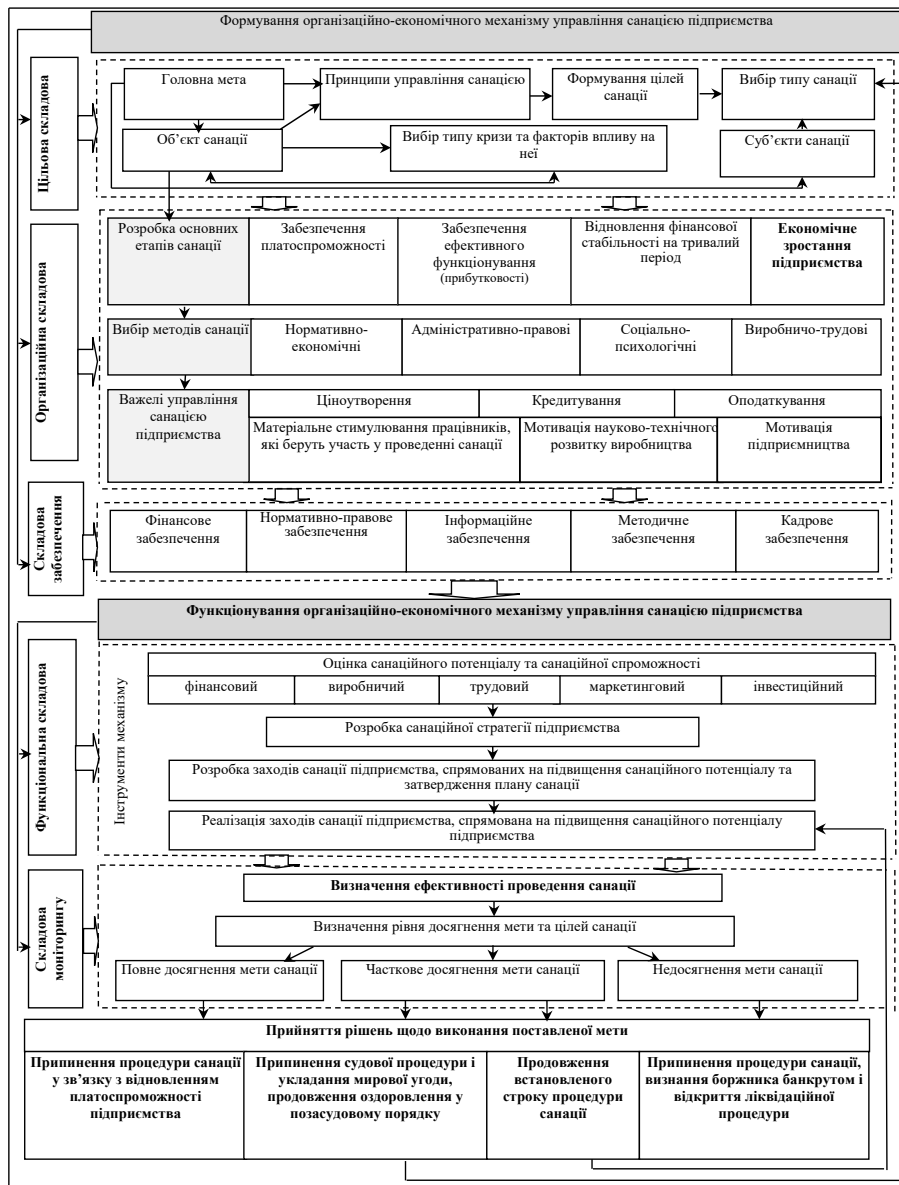 Формування організаційно-економічного механізму управління санацією підприємства
Цільова складова
Головна мета
Принципи управління санацією
Формування цілей
санації
Вибір типу санації
Об’єкт санації
Вибір типу кризи та факторів впливу на
неї
Суб’єкти санації
Організаційна складова
Розробка основних
етапів санації
Забезпечення
платоспроможності
Забезпечення
ефективного
функціонування
(прибутковості)
Відновлення фінансової
стабільності на тривалий
період
Економічне
зростання
підприємства
Вибір методів санації
Нормативно-
економічні
Адміністративно-правові
Соціально-
психологічні
Виробничо-трудові
Важелі управління
санацією
підприємства
Ціноутворення
Кредитування
Оподаткування
Матеріальне стимулювання працівників,
які беруть участь у проведенні санації
Мотивація науково-технічного
розвитку виробництва
Мотивація
підприємництва
Складова
забезпечення
Фінансове
забезпечення
Нормативно-правове
забезпечення
Інформаційне
забезпечення
Методичне
забезпечення
Кадрове
забезпечення
Функціонування організаційно-економічного механізму управління санацією підприємства
Функціональна складова
Інструменти механізму
Оцінка санаційного потенціалу та санаційної спроможності
фінансовий
виробничий
трудовий
маркетинговий
інвестиційний
Розробка санаційної стратегії підприємства
Розробка заходів санації підприємства, спрямованих на підвищення санаційного потенціалу та
затвердження плану санації
Реалізація заходів санації підприємства, спрямована на підвищення санаційного потенціалу
підприємства
Складова
моніторингу
Визначення ефективності проведення санації
Визначення рівня досягнення мети та цілей санації
Повне досягнення мети санації
Часткове досягнення мети санації
Недосягнення мети санації
Прийняття рішень щодо виконання поставленої мети
Припинення процедури санації
у зв’язку з відновленням
платоспроможності
підприємства
Припинення судової процедури і
укладання мирової угоди,
продовження оздоровлення у
позасудовому порядку
Продовження
встановленого
строку процедури
санації
Припинення процедури санації,
визнання боржника банкрутом і
відкриття ліквідаційної
процедури